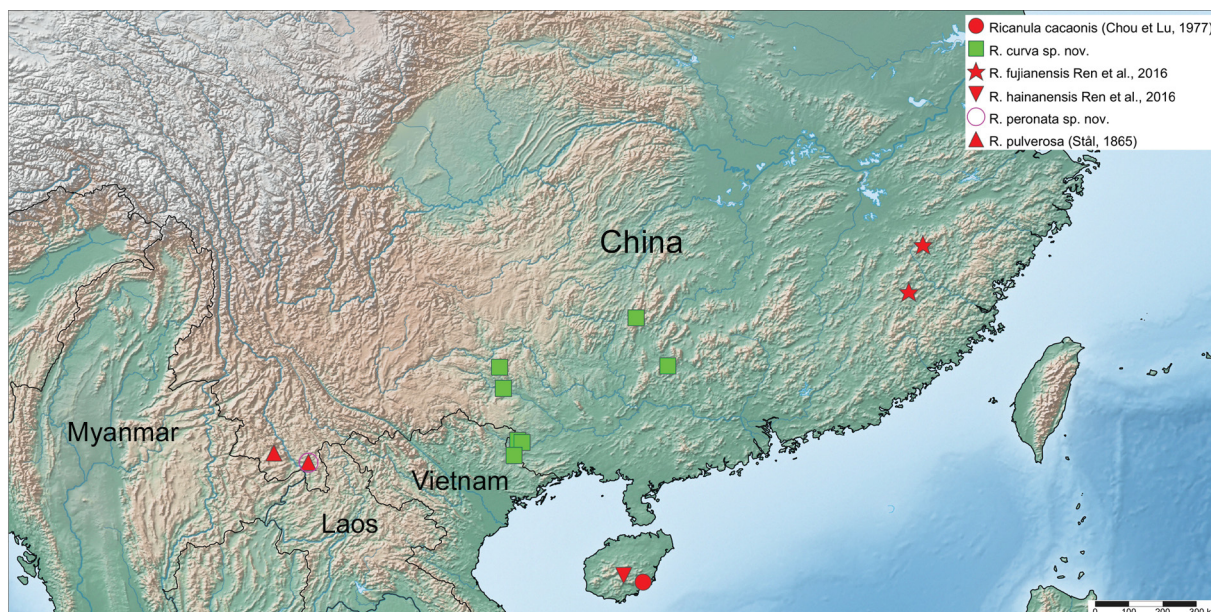 Ricanula cacaonis (Chou et Lu, 1977)
R. curva sp. nov.
R. fujianensis Ren et al., 2016
R. hainanensis Ren et al., 2016
R. peronata sp. nov.
R. pulverosa (Stål, 1865)
China
Myanmar
Vietnam
Laos
0 100 200 300 k